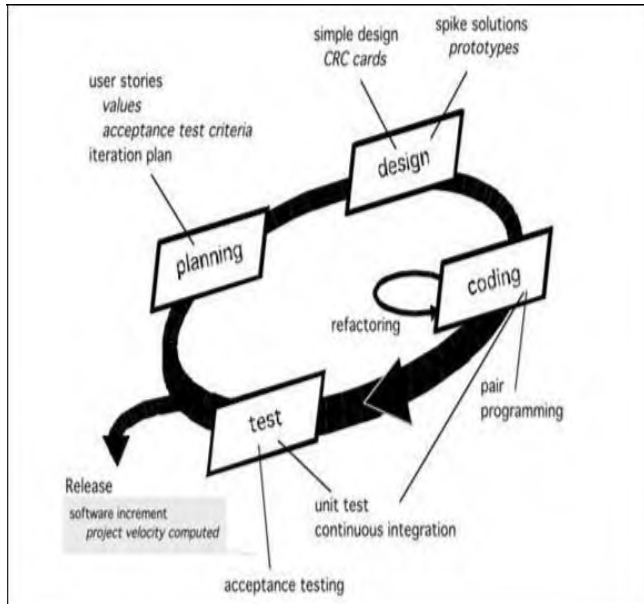 spike solutions
prototypes
simple design
CRC cards
user stories
values
acceptance test criteria
iteration plan
design
planning
coding
refactoring
pair
programming
test
Release
software increment
project velocity computed
unit test
continuous integration
acceptance testing